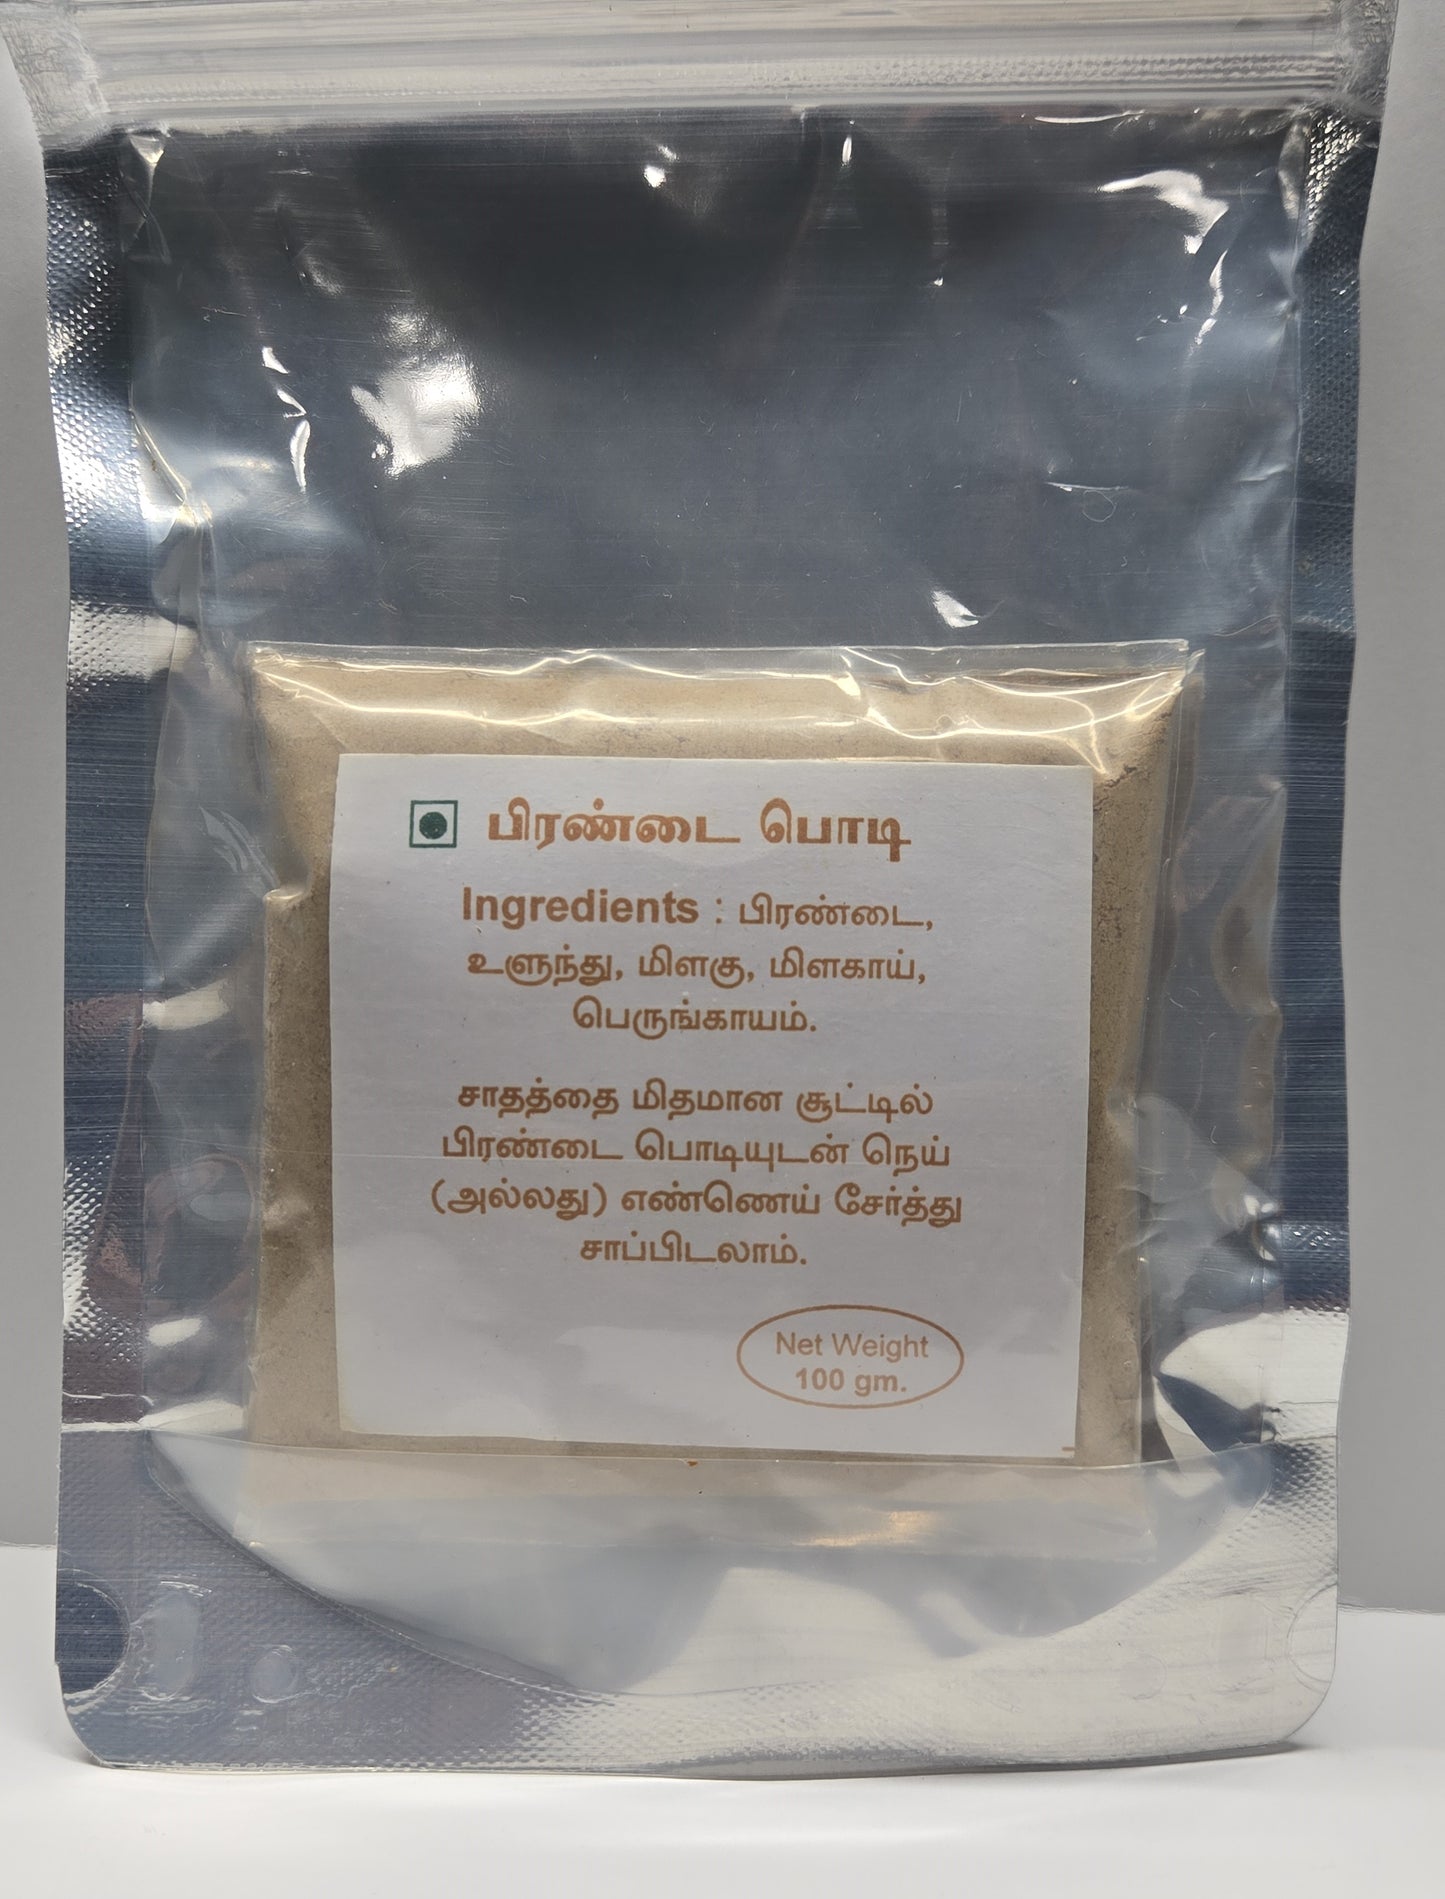 பிரண்டை பொடி
Ingredients : பிரண்டை,
உளுந்து, மிளகு, மிளகாய்,
பெருங்காயம்.
சாதத்தை மிதமான சூட்டில்
பிரண்டை பொடியுடன் நெய்
(அல்லது) எண்ணெய் சேர்த்து
சாப்பிடலாம்.
Net Weight
100 gm.